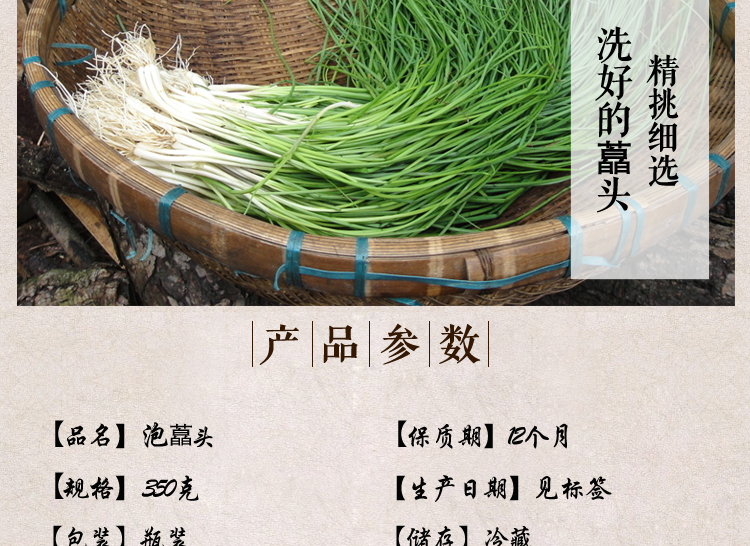 精挑细选
洗好的藠头
产品参数
【品名】泡藠头
【保质期】12个月
【规格】350克
【生产日期】见标签
【包装】瓶装
【储存】冷藏